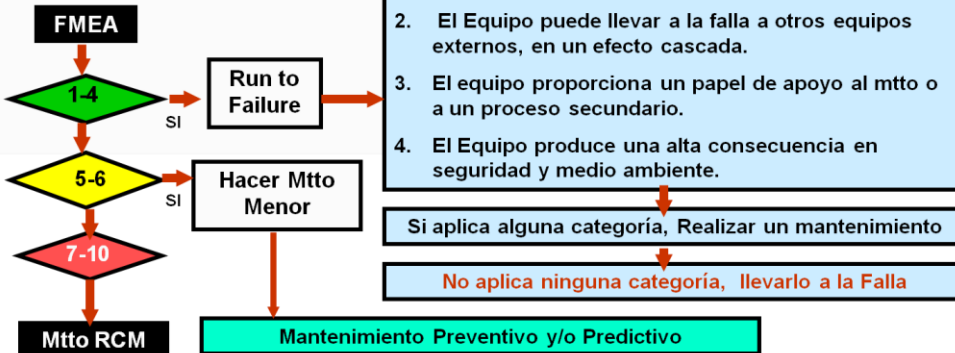 FMEA
1-4
SI
Run to
Failure
2. El Equipo puede llevar a la falla a otros equipos
externos, en un efecto cascada.
3. El equipo proporciona un papel de apoyo al mtto o
a un proceso secundario.
4. El Equipo produce una alta consecuencia en
seguridad y medio ambiente.
5-6
SI
Hacer Mtto
Menor
Si aplica alguna categoría, Realizar un mantenimiento
7-10
No aplica ninguna categoría, llevarlo a la Falla
Mtto RCM
Mantenimiento Preventivo y/o Predictivo